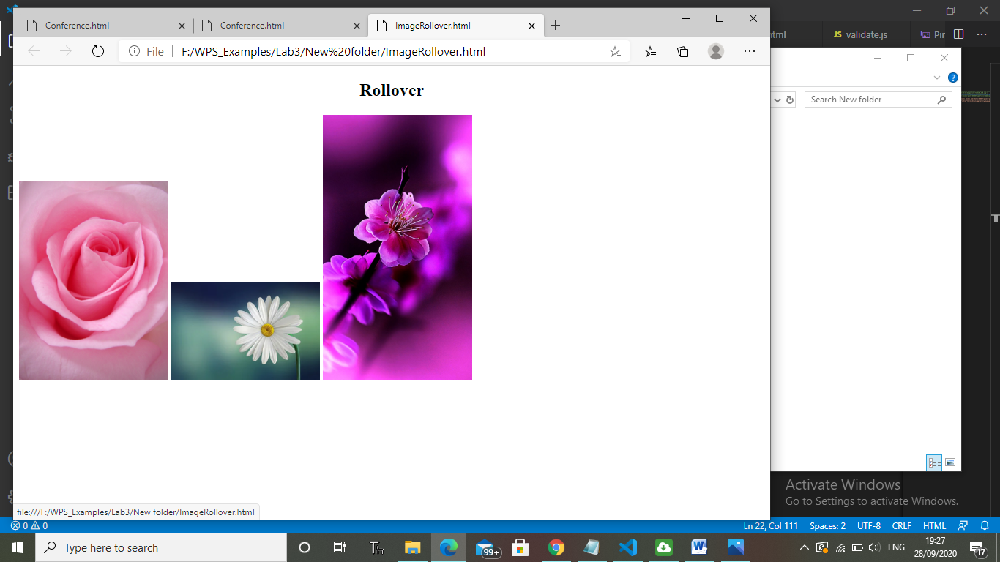 Conference.html
Conference.html
ImageRollover.html
html
JS validate.js
File
F:/WPS_Examples/Lab3/New%20folder/ImageRollover.html
Search New folder
Rollover
Activate Windows
Go to Settings to activate Windows.
file:///F:/WPS_Examples/Lab3/New folder/ImageRollover.html
0 0
Ln 22, Col 111
Spaces: 2
UTF-8
CRLF
HTML
Type here to search
99+
ENG
19:27
28/09/2020
17